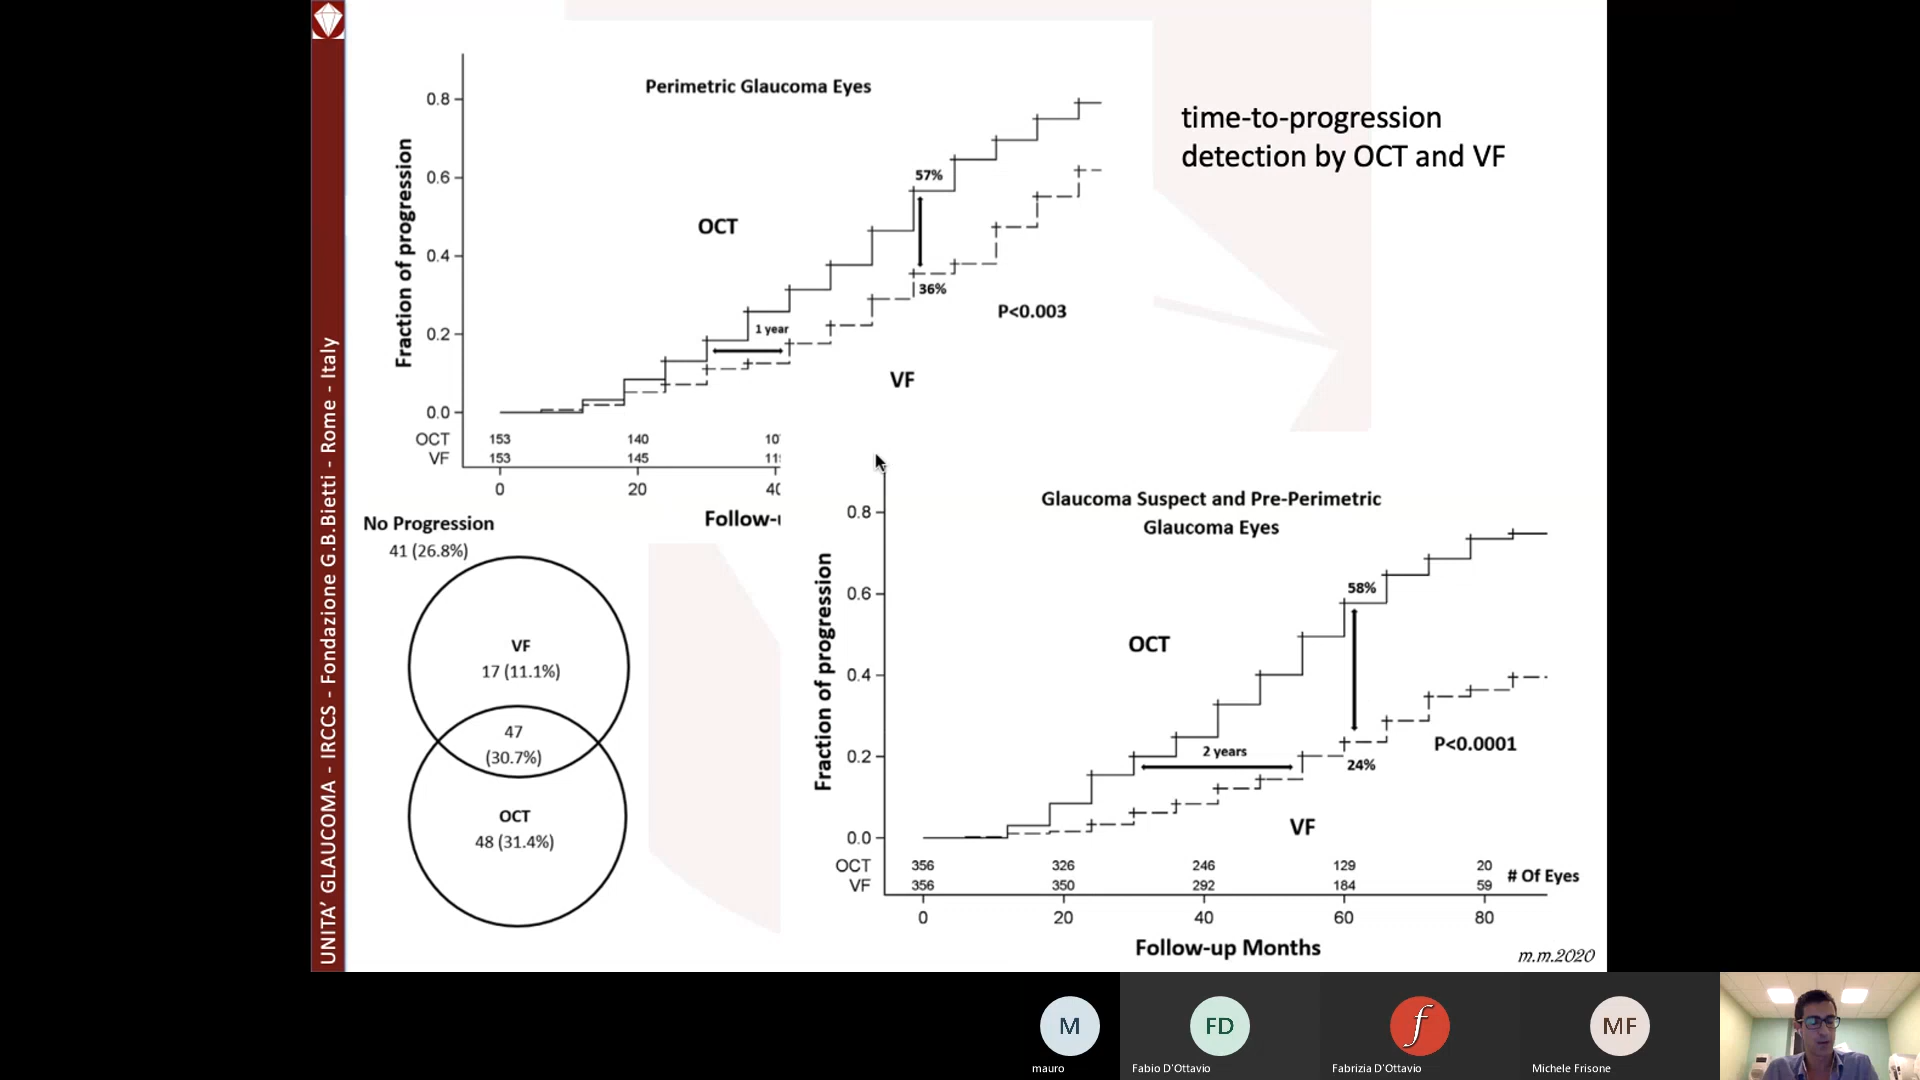 UNITA' GLAUCOMA - IRCCS - Fondazione G.B.Bietti - Rome - Italy
Perimetric Glaucoma Eyes
time-to-progression
detection by OCT and VF
Fraction of progression
0.8
0.6
0.4
0.2
0.0
57%
OCT
36%
P<0.003
1 year
VF
OCT 153 140 10
VF 153 145 11
0 20 40
Follow-
No Progression
41 (26.8%)
VF
17 (11.1%)
47
(30.7%)
OCT
48 (31.4%)
Glaucoma Suspect and Pre-Perimetric
Glaucoma Eyes
Fraction of progression
0.8
0.6
0.4
0.2
0.0
58%
OCT
2 years
P<0.0001
24%
VF
OCT 356 326 246 129 20
VF 356 350 292 184 59
# Of Eyes
0 20 40 60 80
Follow-up Months
m.m.2020
M
FD
f
MF
mauro
Fabio D'Ottavio
Fabrizia D'Ottavio
Michele Frisone